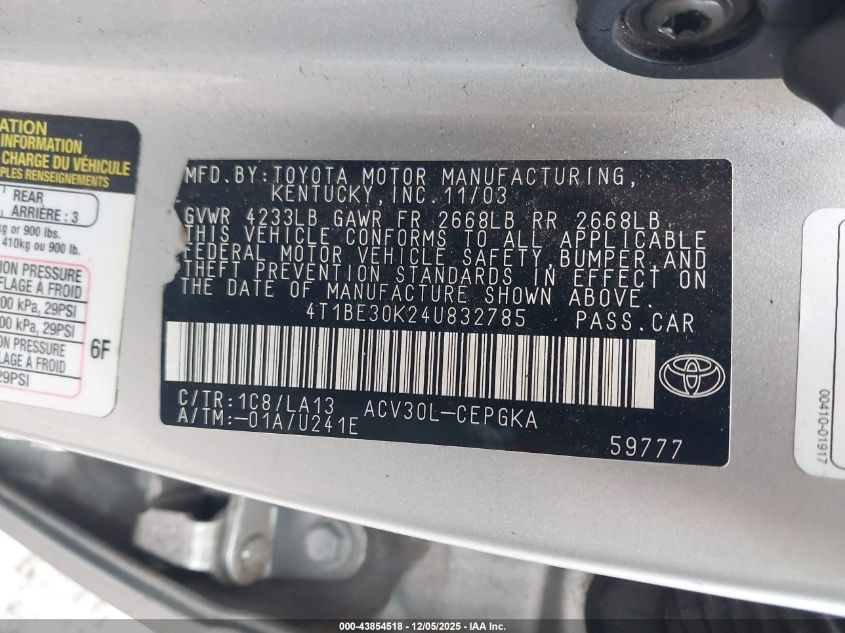 ATION
INFORMATION
CHARGE DU VÉHICULE
PLES RENSEIGNEMENTS
REAR
ARRIÈRE : 3
kg or 900 lbs.
410kg ou 900 lb.
ION PRESSURE
FLAGE À FROID
00 kPa, 29PSI
00 kPa, 29PSI
ION PRESSURE
FLAGE À FROID
29PSI
6F
MFD.BY:TOYOTA MOTOR MANUFACTURING,
KENTUCKY,INC.11/03
GVWR 4233LB GAWR FR 2668LB RR 2668LB
THIS VEHICLE CONFORMS TO ALL APPLICABLE
FEDERAL MOTOR VEHICLE SAFETY,BUMPER,AND
THEFT PREVENTION STANDARDS IN EFFECT ON
THE DATE OF MANUFACTURE SHOWN ABOVE.
4T1BE30K24U832785 PASS.CAR
C/TR:1C8/LA13 ACV30L-CEPGKA
A/TM:-01A/U241E
59777
00410-01917
000-43854518 - 12/05/2025 - IAA Inc.